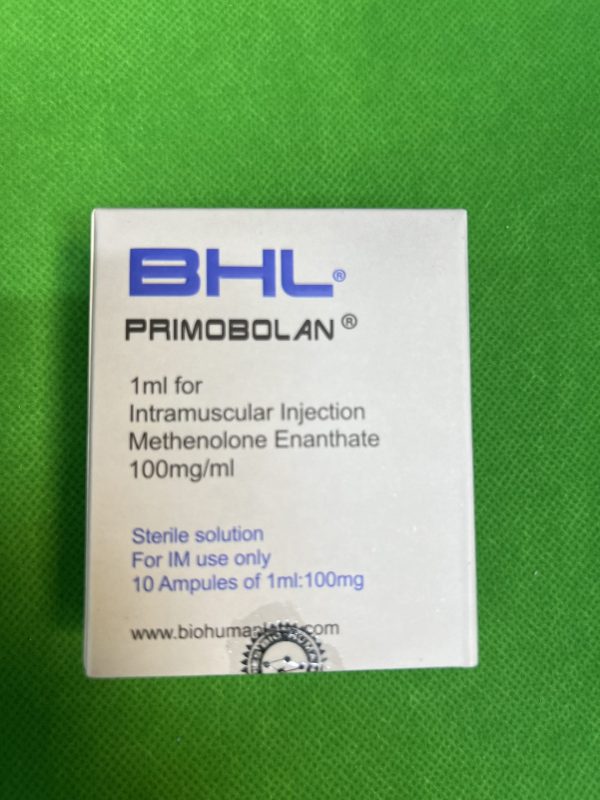 BHL®
PRIMOBOLAN®
1ml for
Intramuscular Injection
Methenolone Enanthate
100mg/ml
Sterile solution
For IM use only
10 Ampules of 1ml:100mg